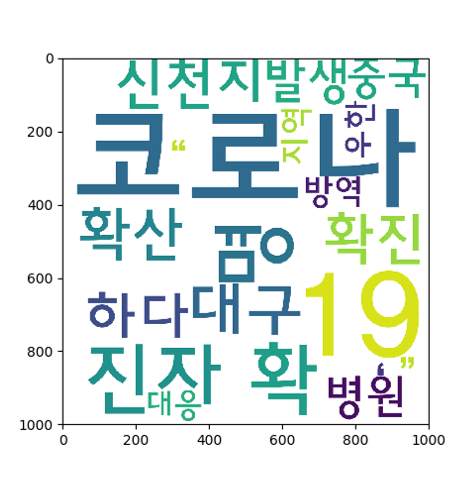 0
200
400
600
800
1000
신천지
발생
중국
코로나
“
지역
우한
방역
확산
명
확진
하다
대구
19
진자 확
대응
병원
‘
”
0 200 400 600 800 1000